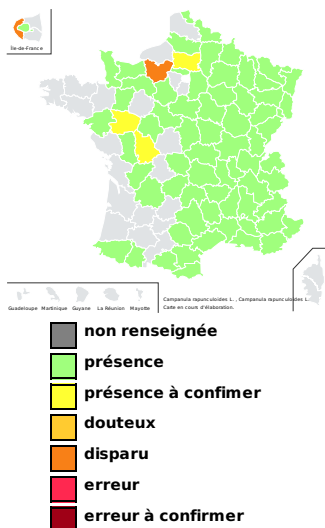 Île-de-France
Guadeloupe Martinique Guyane La Réunion Mayotte
Campanula rapunculoides L. , Campanula rapunculoides L.
Carte en cours d'élaboration.
non renseignée
présence
présence à confimer
douteux
disparu
erreur
erreur à confirmer